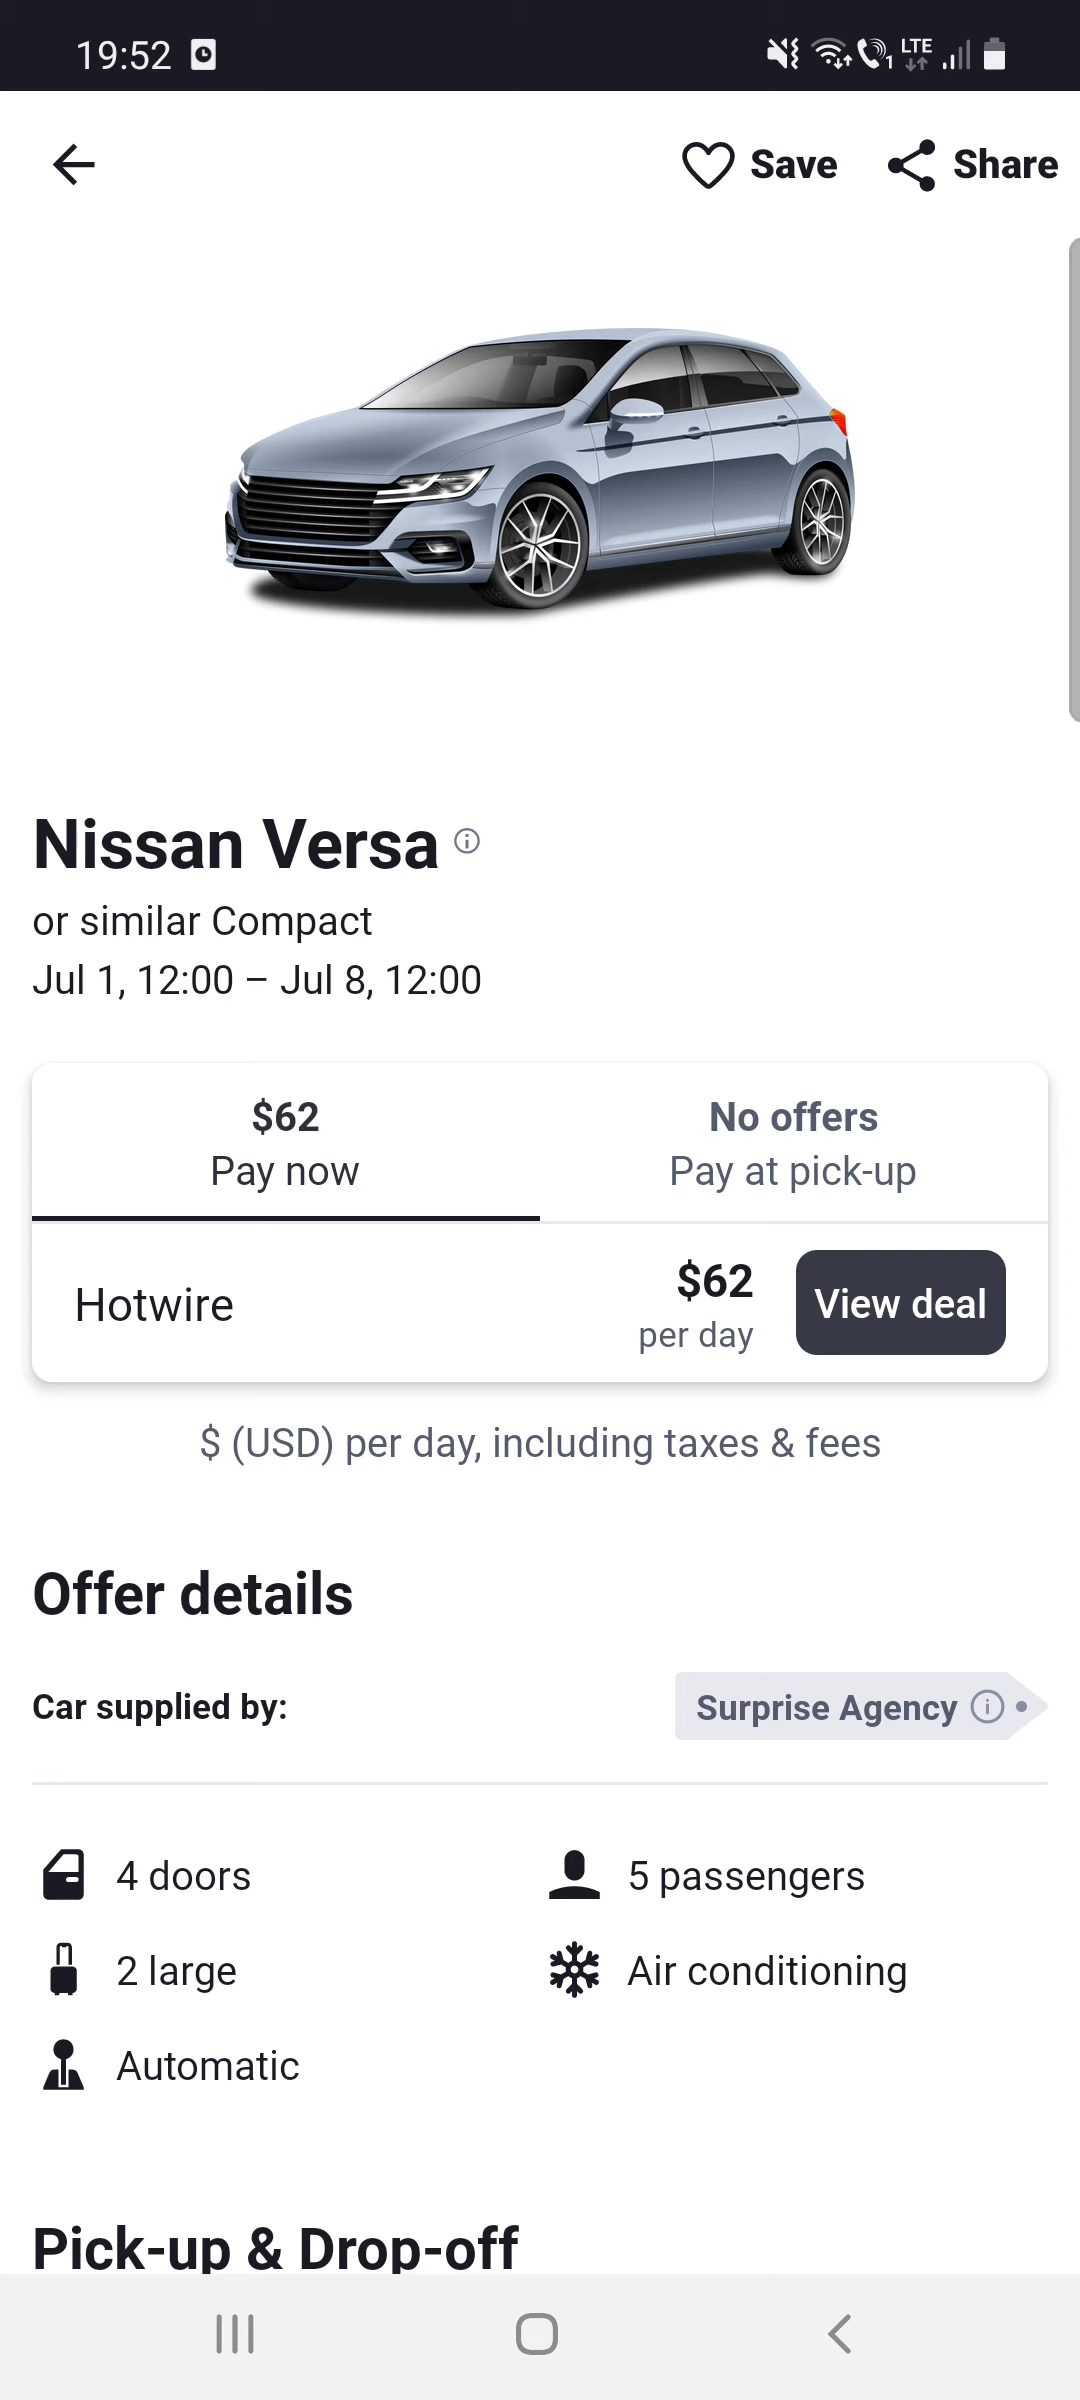 19:52
LTE
1
Save
Share
Nissan Versa
or similar Compact
Jul 1, 12:00 – Jul 8, 12:00
$62
Pay now
No offers
Pay at pick-up
Hotwire
$62
per day
View deal
$ (USD) per day, including taxes & fees
Offer details
Car supplied by:
Surprise Agency
4 doors
5 passengers
2 large
Air conditioning
Automatic
Pick-up & Drop-off